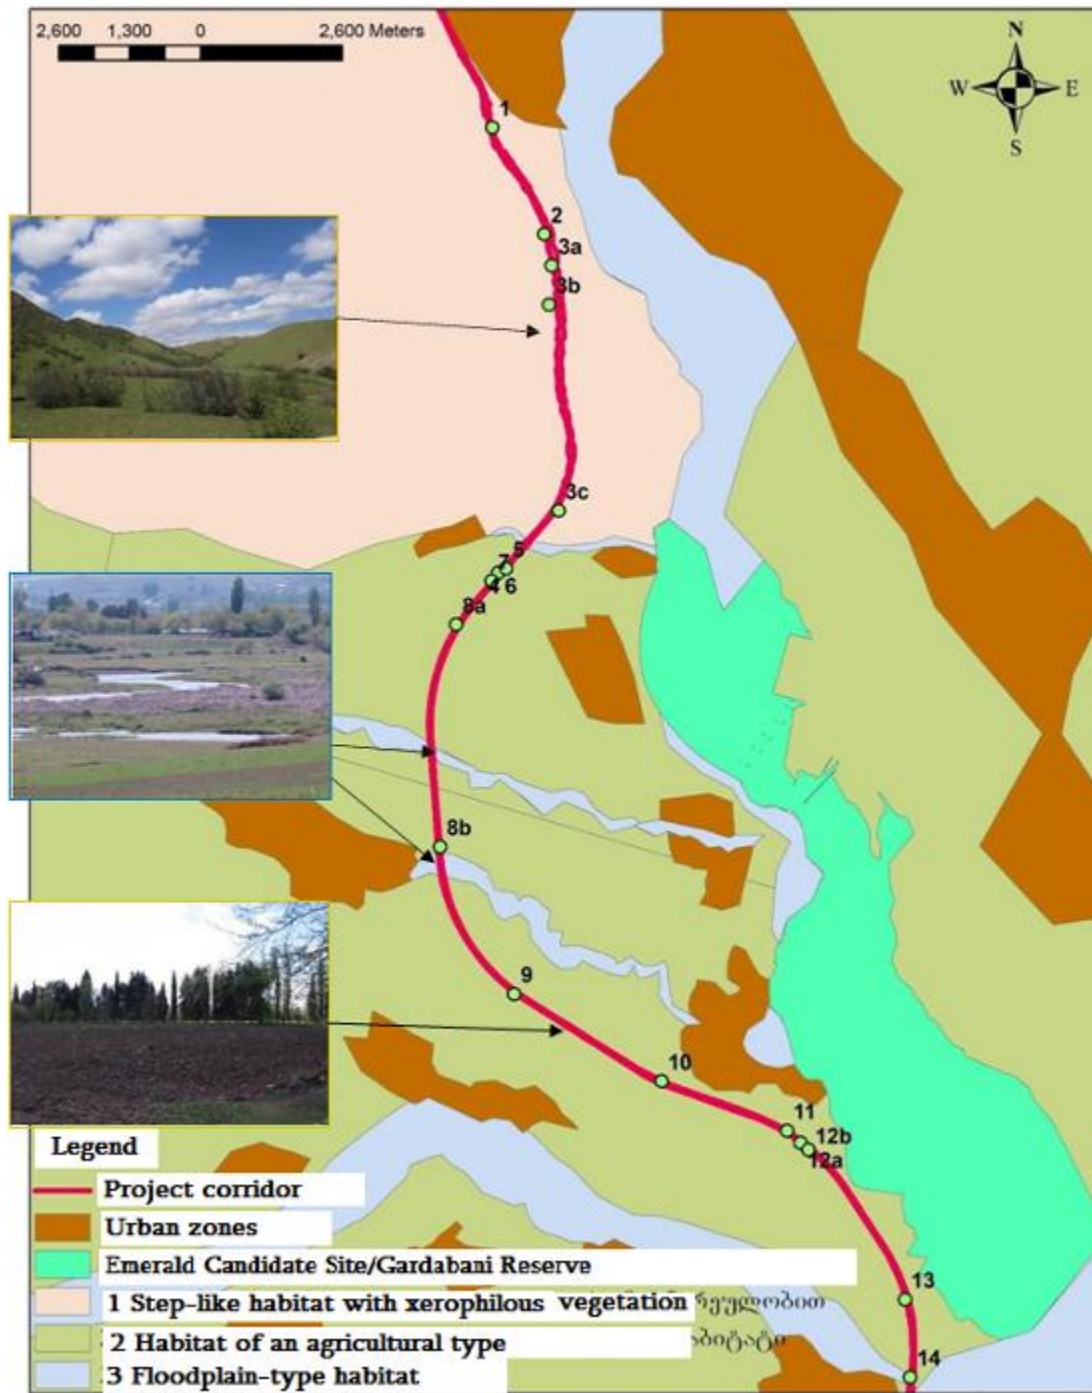 2,600 1,300 0 2,600 Meters
N
W E
S
1
2
3a
3b
3c
5
7
4 6
8a
8b
9
10
11
12b
12a
13
14
Legend
Project corridor
Urban zones
Emerald Candidate Site/Gardabani Reserve
1 Step-like habitat with xerophilous vegetation რეულობით
2 Habitat of an agricultural type აბიტატი
3 Floodplain-type habitat